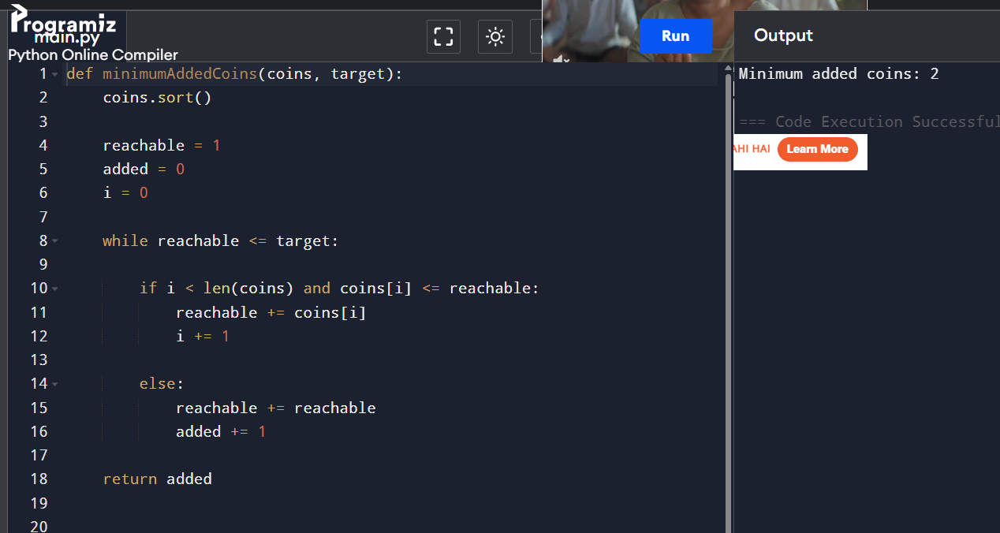 Programiz
main.py
Python Online Compiler
Run
Output
1 def minimumAddedCoins(coins, target):
2     coins.sort()
3
4     reachable = 1
5     added = 0
6     i = 0
7
8     while reachable <= target:
9
10         if i < len(coins) and coins[i] <= reachable:
11             reachable += coins[i]
12             i += 1
13
14         else:
15             reachable += reachable
16             added += 1
17
18     return added
19
20
Minimum added coins: 2
=== Code Execution Successful
AHI HAI
Learn More